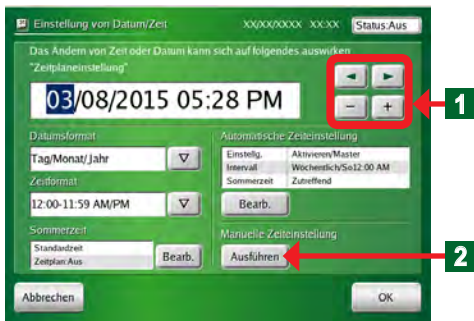 Einstellung von Datum/Zeit XX/XX/XXXX XX:XX Status:Aus
Das Ändern von Zeit oder Datum kann sich auf folgendes auswirken
"Zeitplaneinstellung"
03/08/2015 05:28 PM
- +
1
Datumsformat
Tag/Monat/Jahr
Zeitformat
12:00-11:59 AM/PM
Sommerzeit
Standardzeit
Zeitplan:Aus
Bearb.
Automatische Zeiteinstellung
Einstellg. Aktivieren/Master
Intervall Wöchentlich/So12:00 AM
Sommerzeit Zutreffend
Bearb.
Manuelle Zeiteinstellung
Ausführen
2
Abbrechen
OK